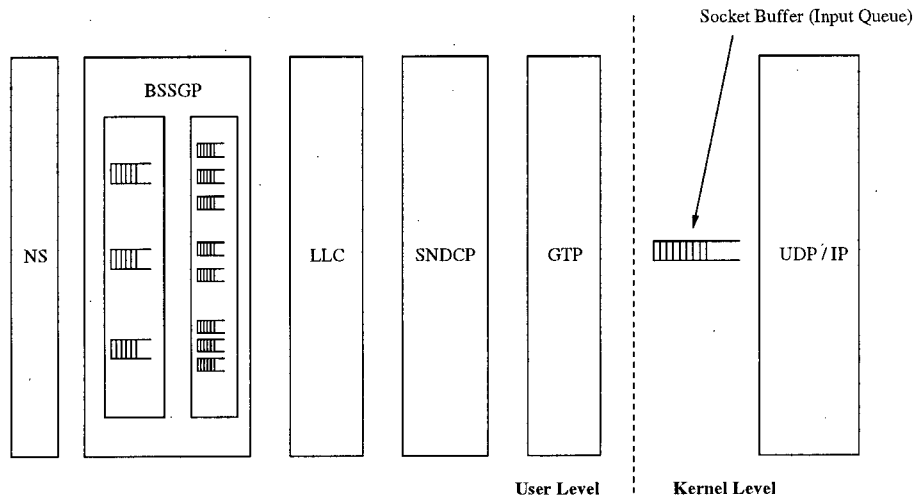 Socket Buffer (Input Queue)
BSSGP
NS
LLC
SNDCP
GTP
UDP / IP
User Level
Kernel Level